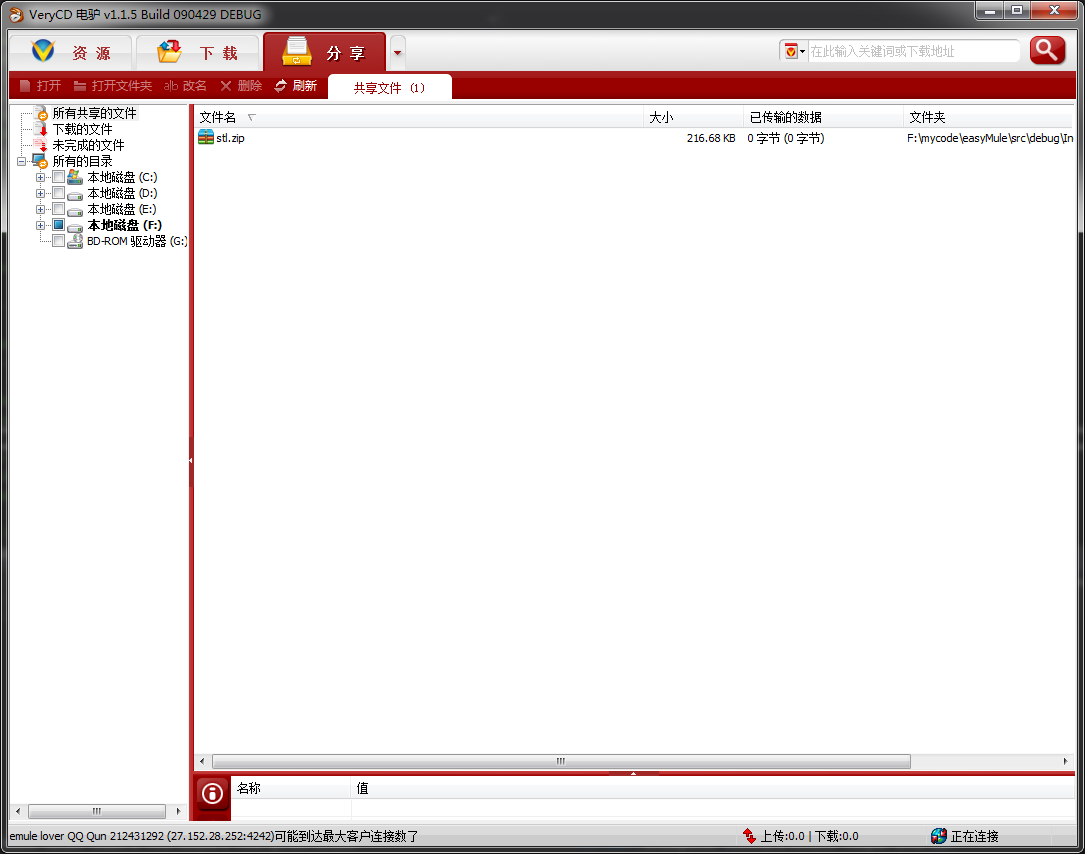 VeryCD 电驴 v1.1.5 Build 090429 DEBUG
资 源 下 载 分 享 在此输入关键词或下载地址
打开 打开文件夹 ab 改名 删除 刷新 共享文件 (1)
所有共享的文件
下载的文件
未完成的文件
所有的目录
本地磁盘 (C:)
本地磁盘 (D:)
本地磁盘 (E:)
本地磁盘 (F:)
BD-ROM 驱动器 (G:)
文件名 大小 已传输的数据 文件夹
stl.zip 216.68 KB 0 字节 (0 字节) F:\mycode\easyMule\src\debug\In
名称 值
emule lover QQ Qun 212431292 (27.152.28.252:4242)可能到达最大客户连接数了 上传:0.0 | 下载:0.0 正在连接